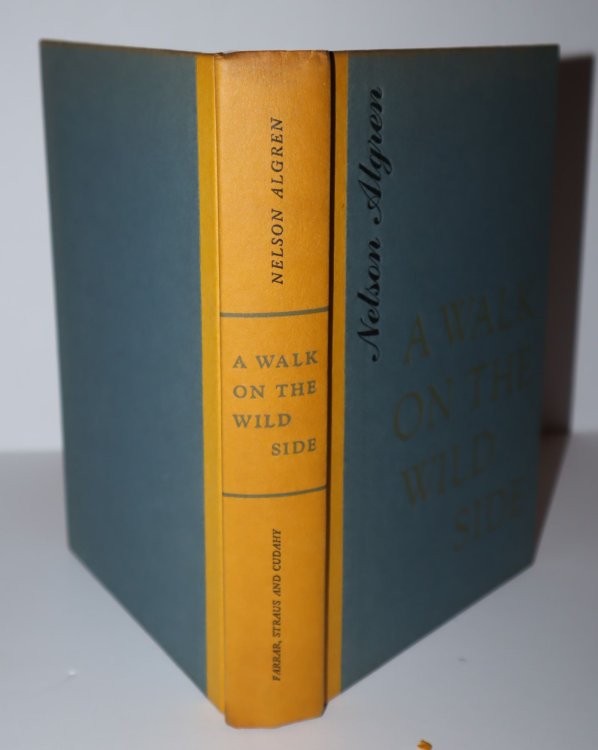 NELSON ALGREN
A WALK
ON THE
WILD
SIDE
FARRAR, STRAUS AND CUDAHY
Nelson Algren
A WALK
ON THE
WILD
SIDE